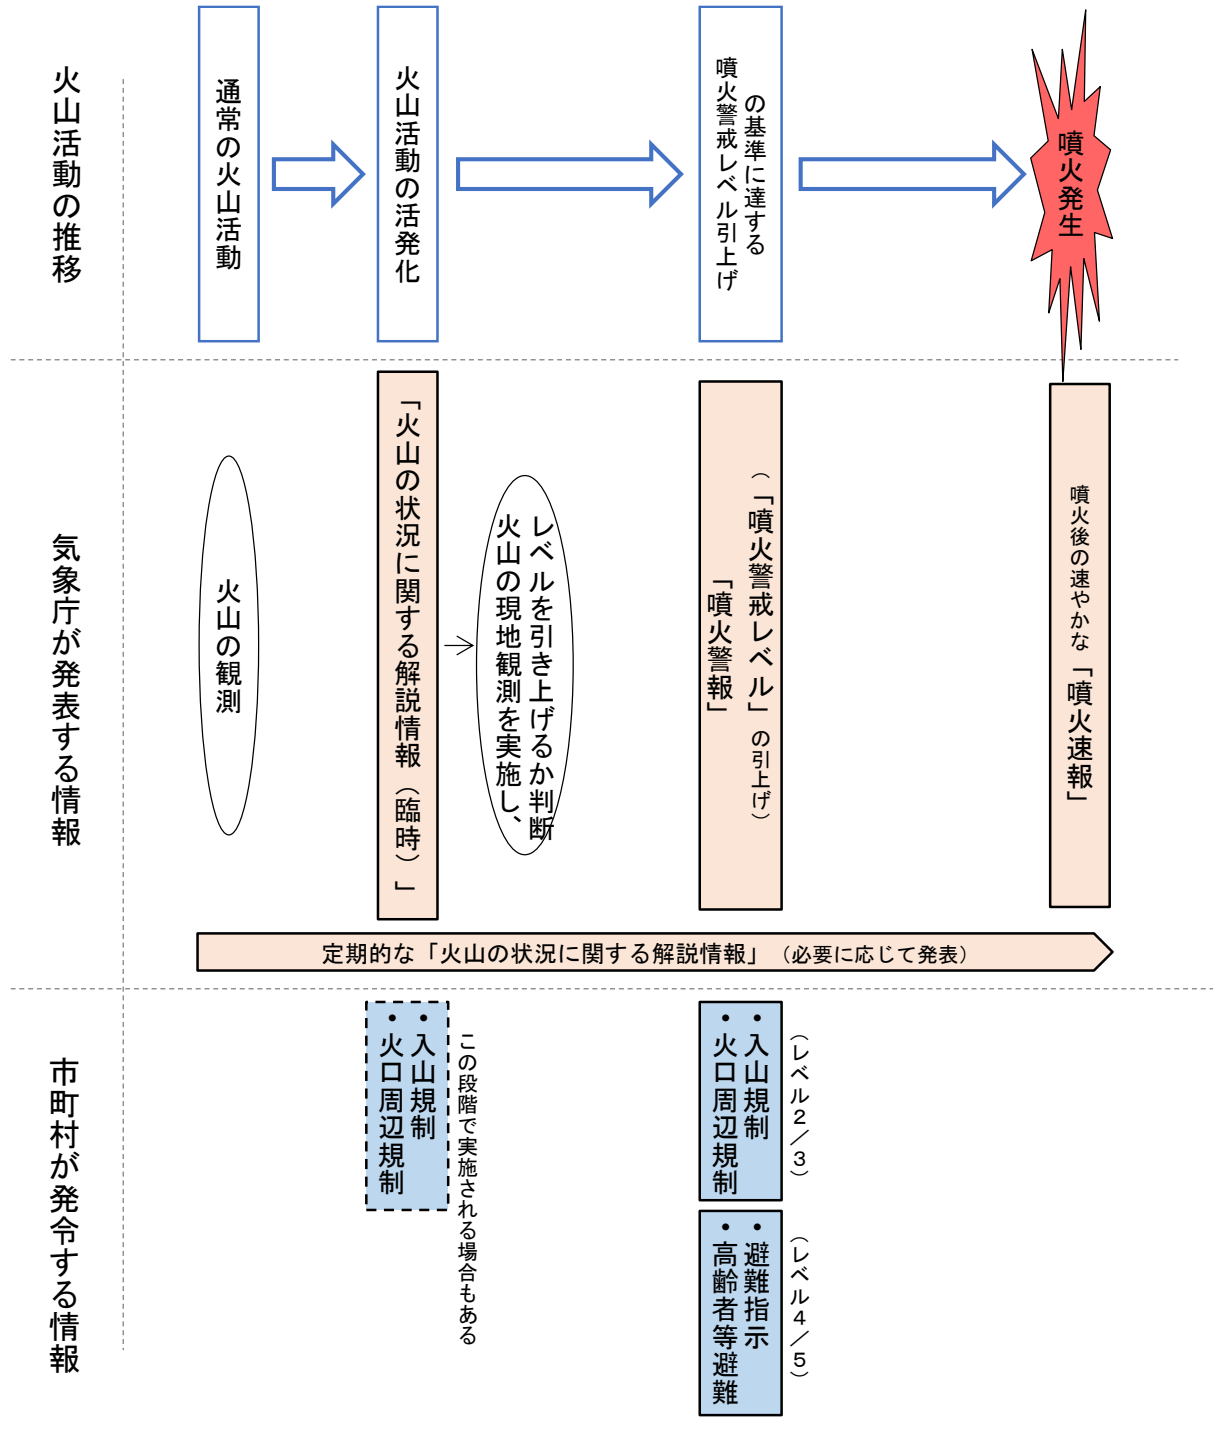 火山活動の推移
通常の火山活動
火山活動の活発化
噴火警戒レベル引上げ
の基準に達する
噴火発生
気象庁が発表する情報
火山の観測
「火山の状況に関する解説情報（臨時）」
火山の現地観測を実施し、
レベルを引き上げるか判断
「噴火警報」
（「噴火警戒レベル」の引上げ）
噴火後の速やかな「噴火速報」
定期的な「火山の状況に関する解説情報」（必要に応じて発表）
市町村が発令する情報
・火口周辺規制
・入山規制
この段階で実施される場合もある
・火口周辺規制
・入山規制
（レベル２／３）
・高齢者等避難
・避難指示
（レベル４／５）